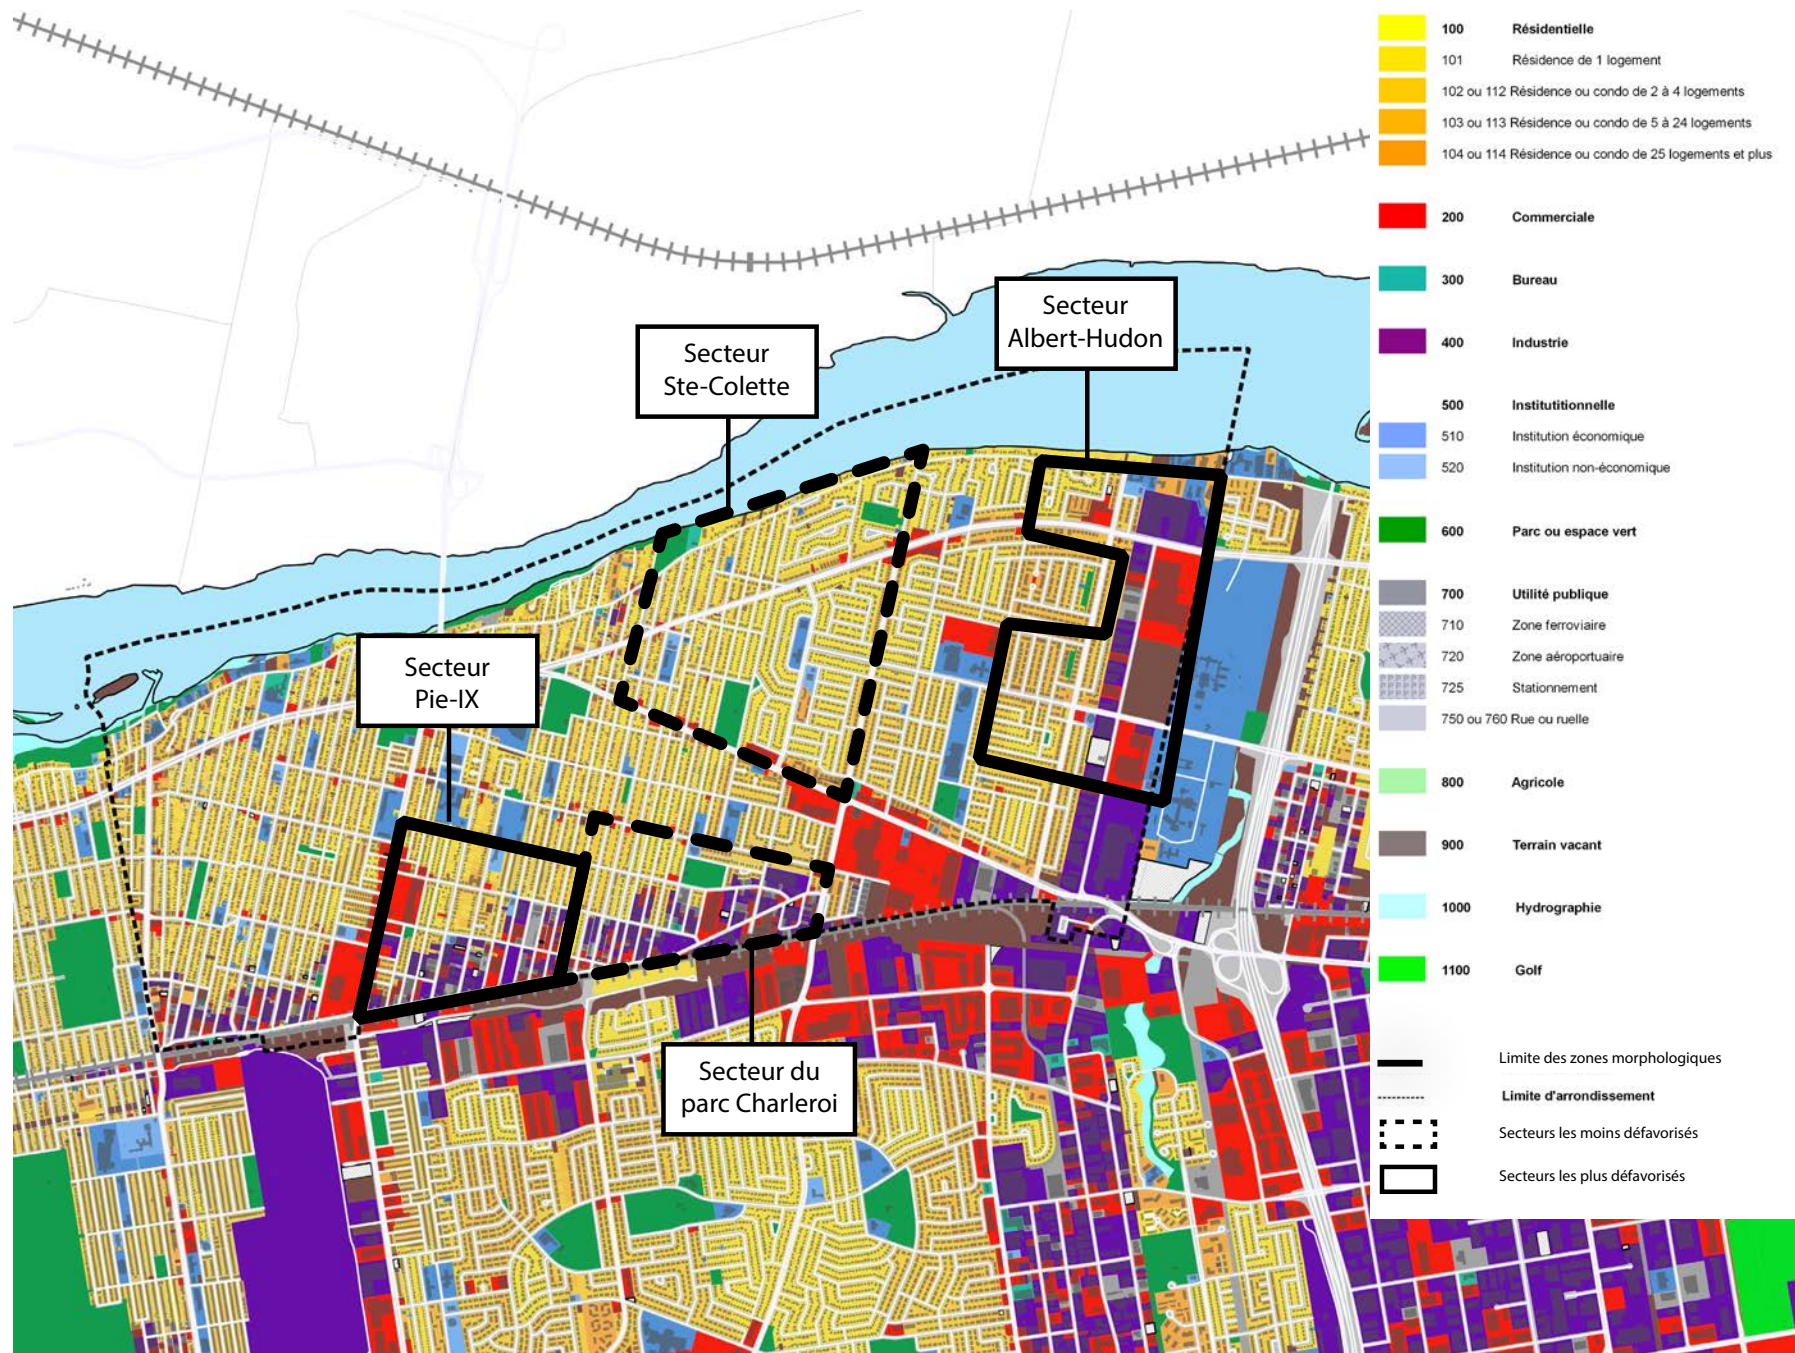 Secteur
Ste-Colette
Secteur
Albert-Hudon
Secteur
Pie-IX
Secteur du
parc Charleroi
100 Résidentielle
101 Résidence de 1 logement
102 ou 112 Résidence ou condo de 2 à 4 logements
103 ou 113 Résidence ou condo de 5 à 24 logements
104 ou 114 Résidence ou condo de 25 logements et plus
200 Commerciale
300 Bureau
400 Industrie
500 Institutitionnelle
510 Institution économique
520 Institution non-économique
600 Parc ou espace vert
700 Utilité publique
710 Zone ferroviaire
720 Zone aéroportuaire
725 Stationnement
750 ou 760 Rue ou ruelle
800 Agricole
900 Terrain vacant
1000 Hydrographie
1100 Golf
Limite des zones morphologiques
Limite d'arrondissement
Secteurs les moins défavorisés
Secteurs les plus défavorisés